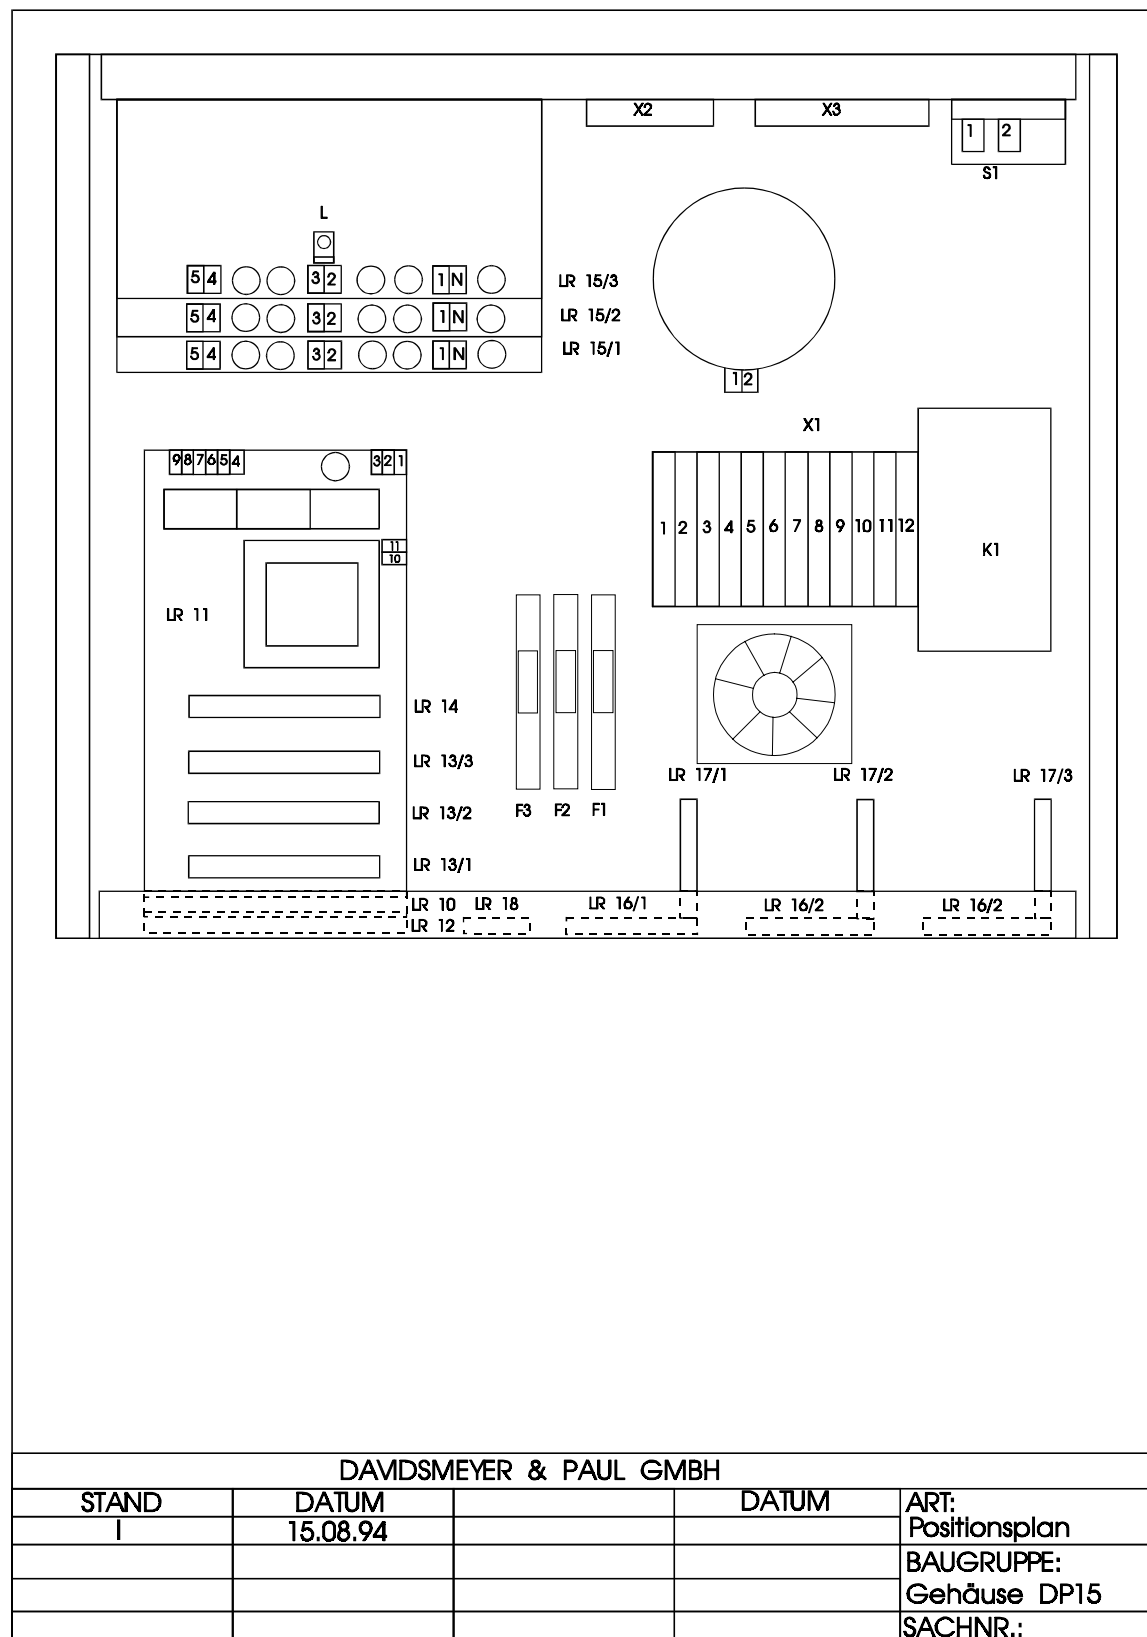 X2 X3
1 2
S1
L
5 4 3 2 1 N LR 15/3
5 4 3 2 1 N LR 15/2
5 4 3 2 1 N LR 15/1
1 2
X1
9 8 7 6 5 4 3 2 1
1 2 3 4 5 6 7 8 9 10 11 12
11
10
K1
LR 11
LR 14
LR 13/3
LR 17/1 LR 17/2 LR 17/3
LR 13/2
F3 F2 F1
LR 13/1
LR 10 LR 18 LR 16/1 LR 16/2 LR 16/2
LR 12
DAVIDSMEYER & PAUL GMBH
STAND DATUM DATUM ART:
I 15.08.94 Positionsplan
BAUGRUPPE:
Gehäuse DP15
SACHNR.: